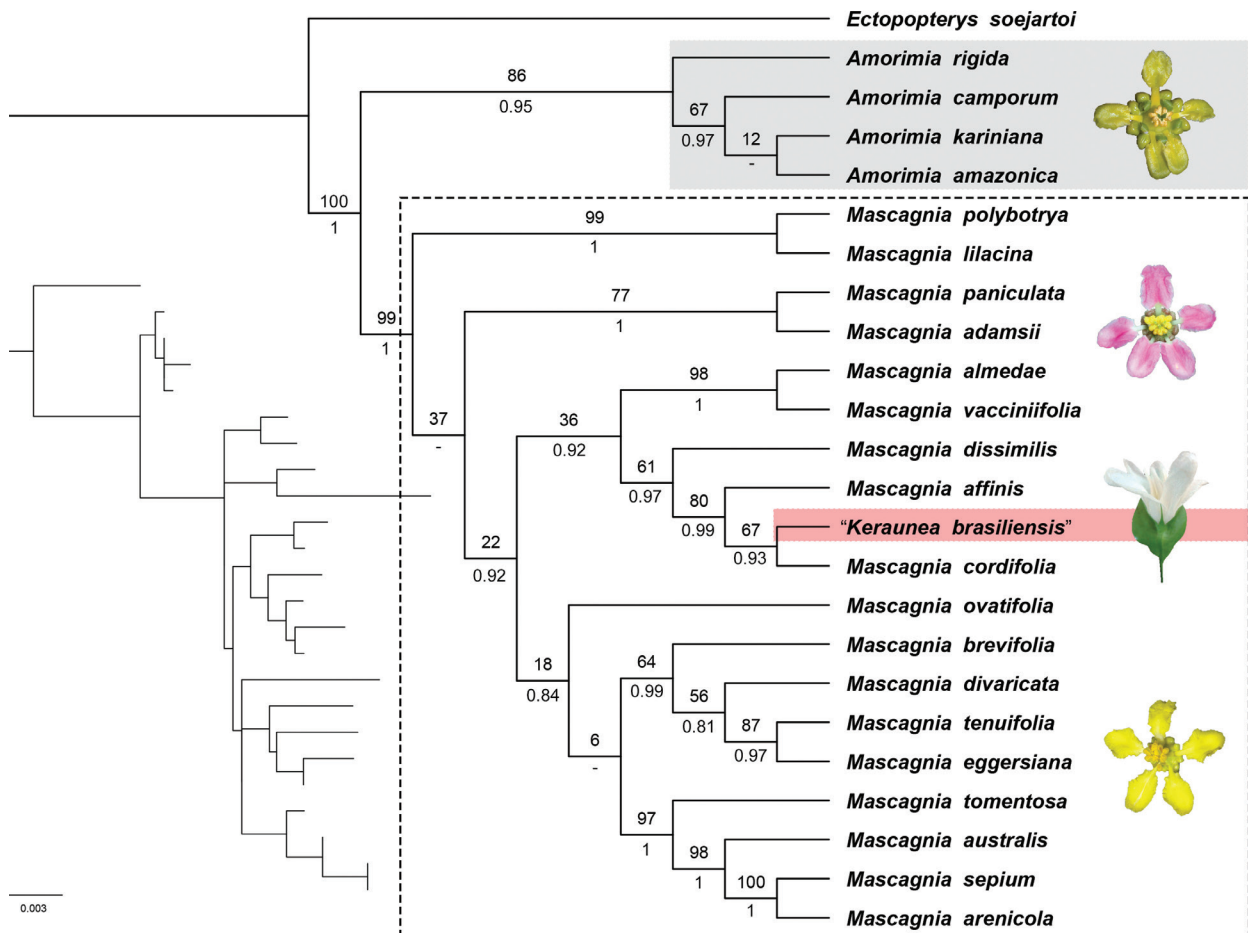 Ectopopterys soejartoi
Amorimia rigida
86
0.95
Amorimia camporum
67
0.97
Amorimia kariniana
12
-
Amorimia amazonica
100
1
Mascagnia polybotrya
99
1
Mascagnia lilacina
Mascagnia paniculata
77
1
99
1
Mascagnia adamsii
Mascagnia almedae
98
1
Mascagnia vacciniifolia
37
-
36
0.92
Mascagnia dissimilis
61
0.97
Mascagnia affinis
80
0.99
"Keraunea brasiliensis"
67
0.93
22
0.92
Mascagnia cordifolia
Mascagnia ovatifolia
Mascagnia brevifolia
18
0.84
64
0.99
Mascagnia divaricata
56
0.81
Mascagnia tenuifolia
87
0.97
6
-
Mascagnia eggersiana
Mascagnia tomentosa
97
1
Mascagnia australis
98
1
Mascagnia sepium
100
1
Mascagnia arenicola
0.003